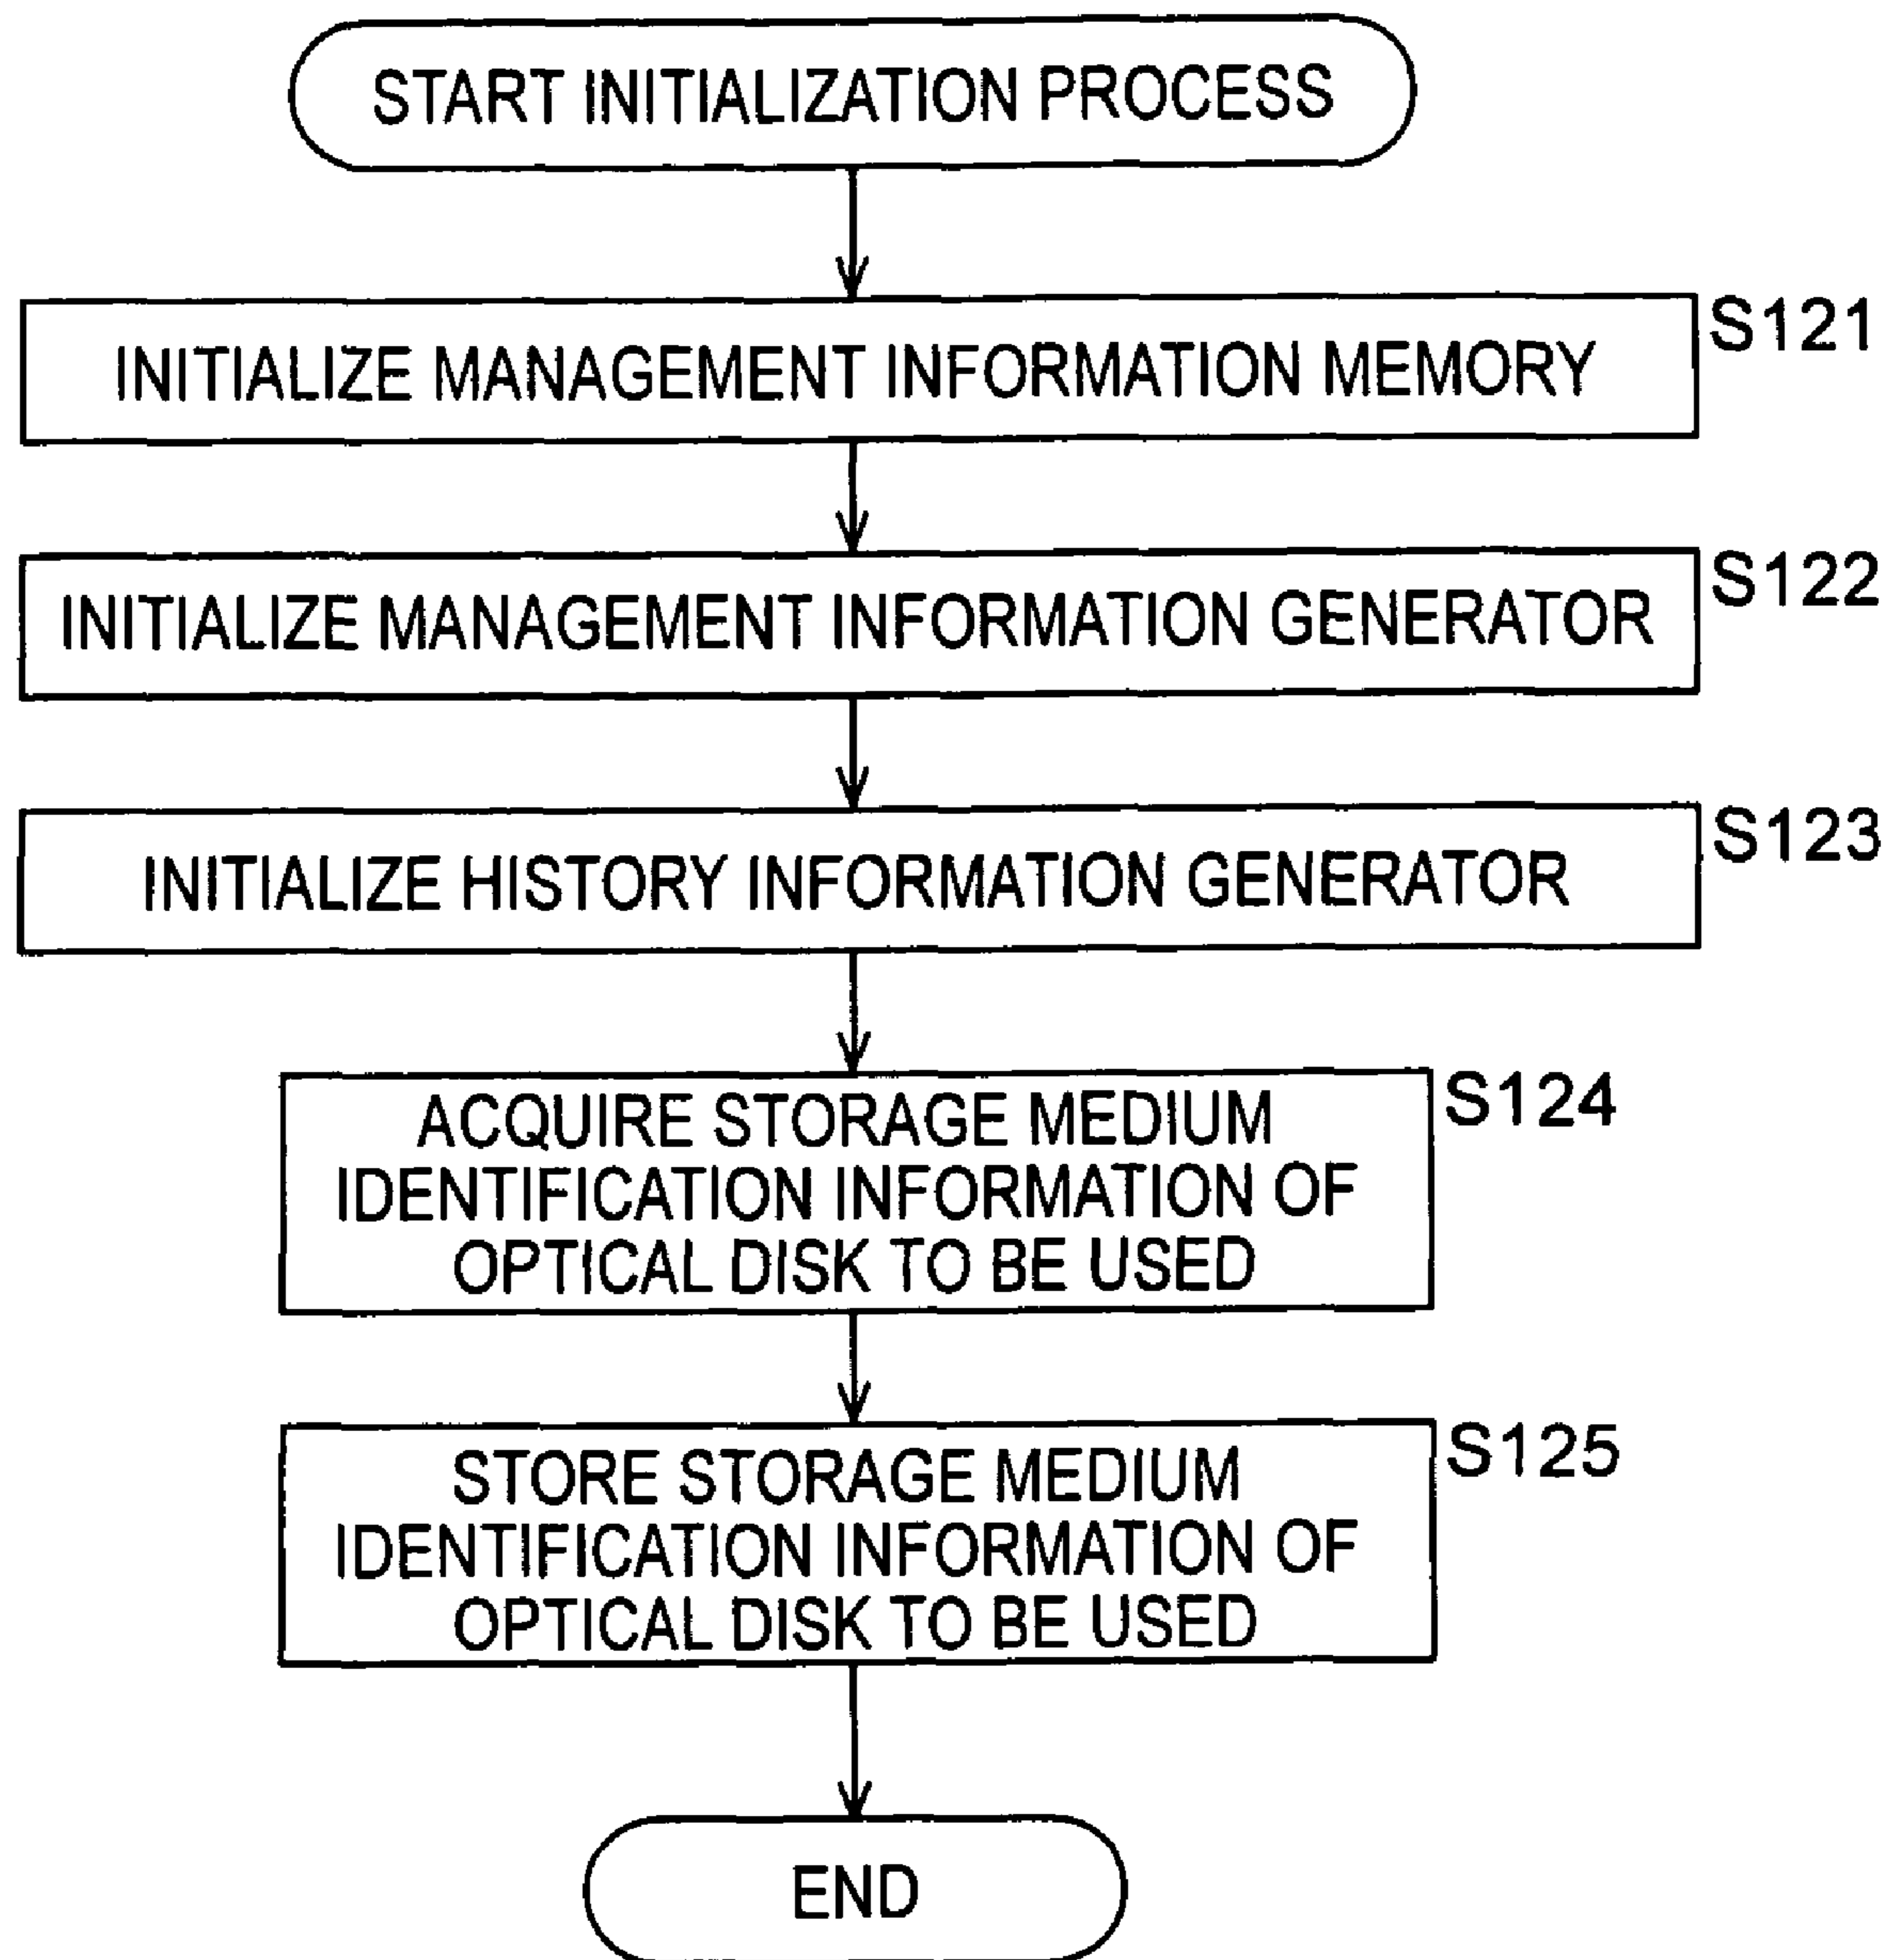 START INITIALIZATION PROCESS
INITIALIZE MANAGEMENT INFORMATION MEMORY
S121
INITIALIZE MANAGEMENT INFORMATION GENERATOR
S122
INITIALIZE HISTORY INFORMATION GENERATOR
S123
ACQUIRE STORAGE MEDIUM
IDENTIFICATION INFORMATION OF
OPTICAL DISK TO BE USED
S124
STORE STORAGE MEDIUM
IDENTIFICATION INFORMATION OF
OPTICAL DISK TO BE USED
S125
END